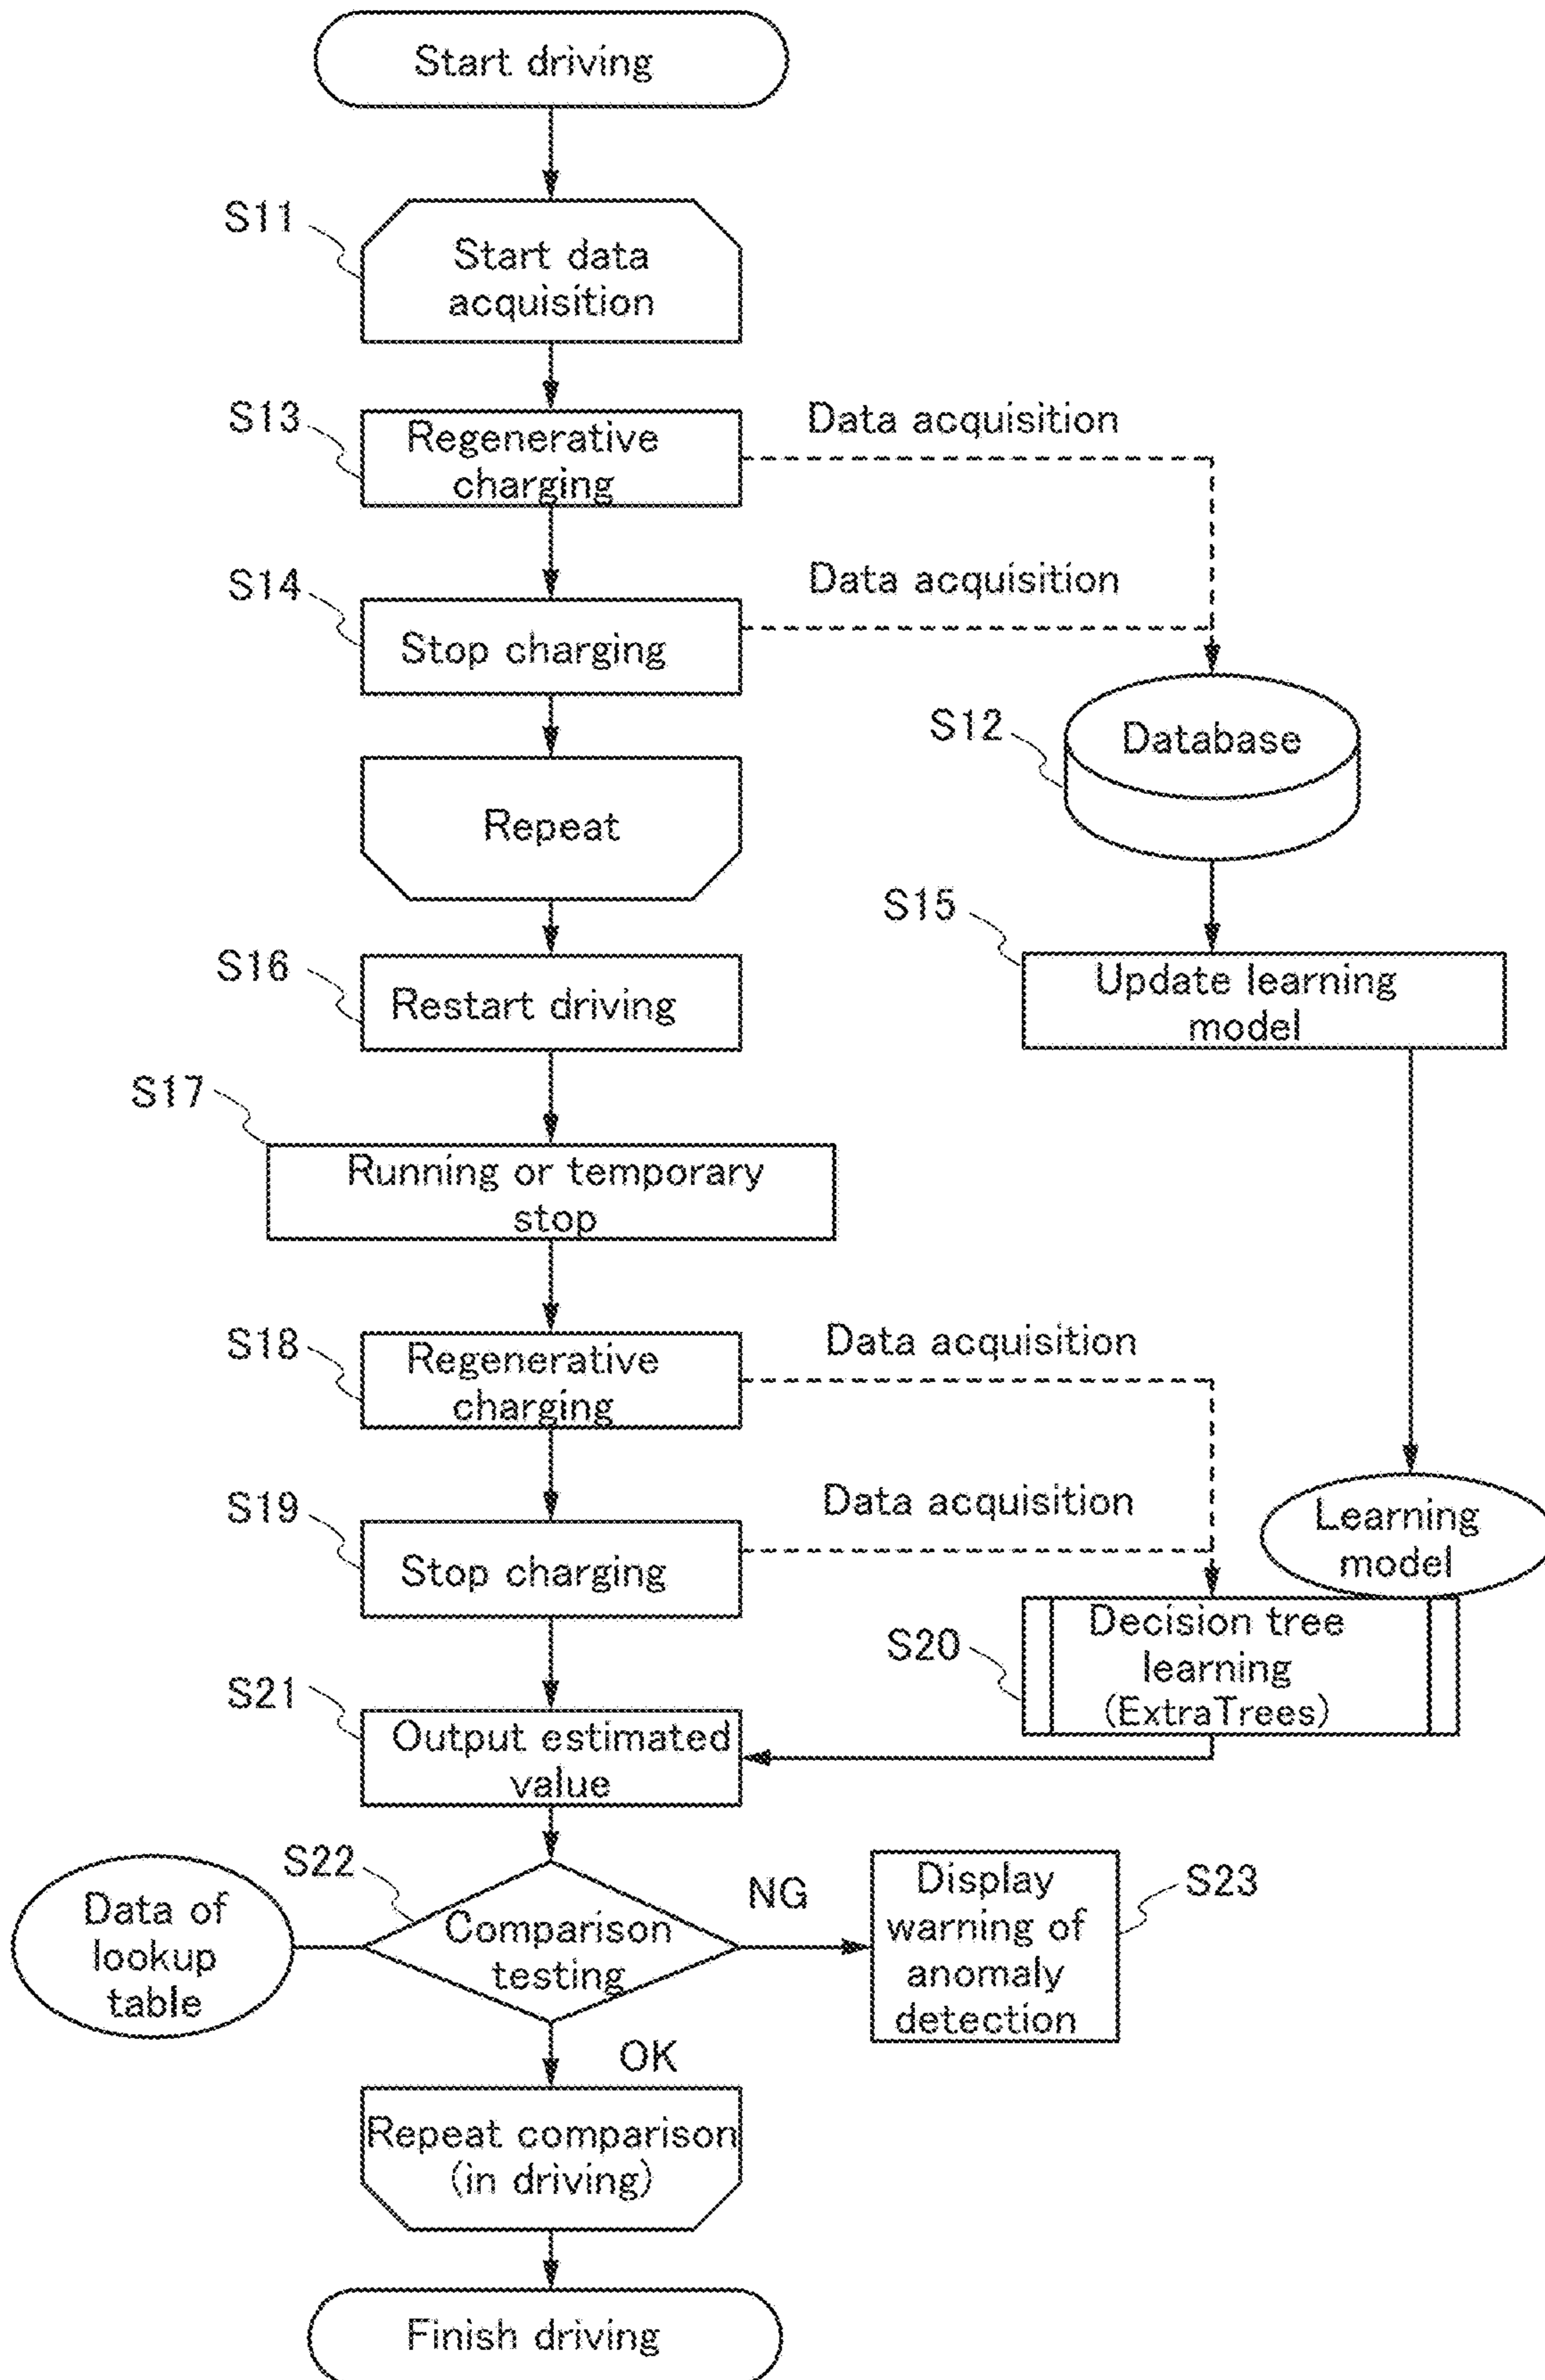 Start driving
S11
Start data
acquisition
S13
Regenerative
charging
Data acquisition
S14
Stop charging
Data acquisition
S12
Database
Repeat
S15
Update learning
model
S16
Restart driving
S17
Running or temporary
stop
S18
Regenerative
charging
Data acquisition
S19
Stop charging
Data acquisition
Learning
model
S20
Decision tree
learning
(ExtraTrees)
S21
Output estimated
value
S22
Comparison
testing
Data of
lookup
table
NG
Display
warning of
anomaly
detection
S23
OK
Repeat comparison
(in driving)
Finish driving